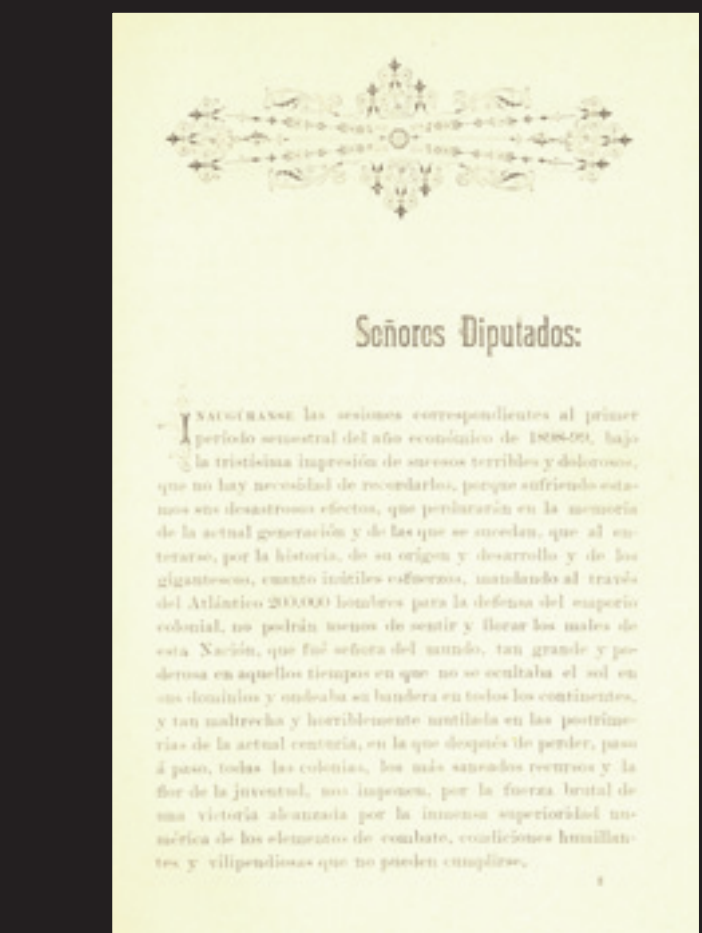 Señores Diputados:
INAUGÚRANSE las sesiones correspondientes al primer
período semestral del año económico de 1898-99, bajo
la tristísima impresión de sucesos terribles y dolorosos,
que no hay necesidad de recordarlos, porque sufriendo esta-
mos sus desastrosos efectos, que perdurarán en la memoria
de la actual generación y de las que se sucedan, que al en-
terarse, por la historia, de su origen y desarrollo y de los
gigantescos, cuanto inútiles esfuerzos, mandando al través
del Atlántico 200.000 hombres para la defensa del emporio
colonial, no podrán menos de sentir y llorar los males de
esta Nación, que fué señora del mundo, tan grande y po-
derosa en aquellos tiempos en que no se ocultaba el sol en
sus dominios y ondeaba su bandera en todos los continentes,
y tan maltrecha y horriblemente mutilada en las postrime-
rías de la actual centuria, en la que después de perder, paso
á paso, todas las colonias, los más saneados recursos y la
flor de la juventud, nos imponen, por la fuerza brutal de
una victoria alcanzada por la inmensa superioridad nu-
mérica de los elementos de combate, condiciones humillan-
tes y vilipendiosas que no pueden cumplirse.